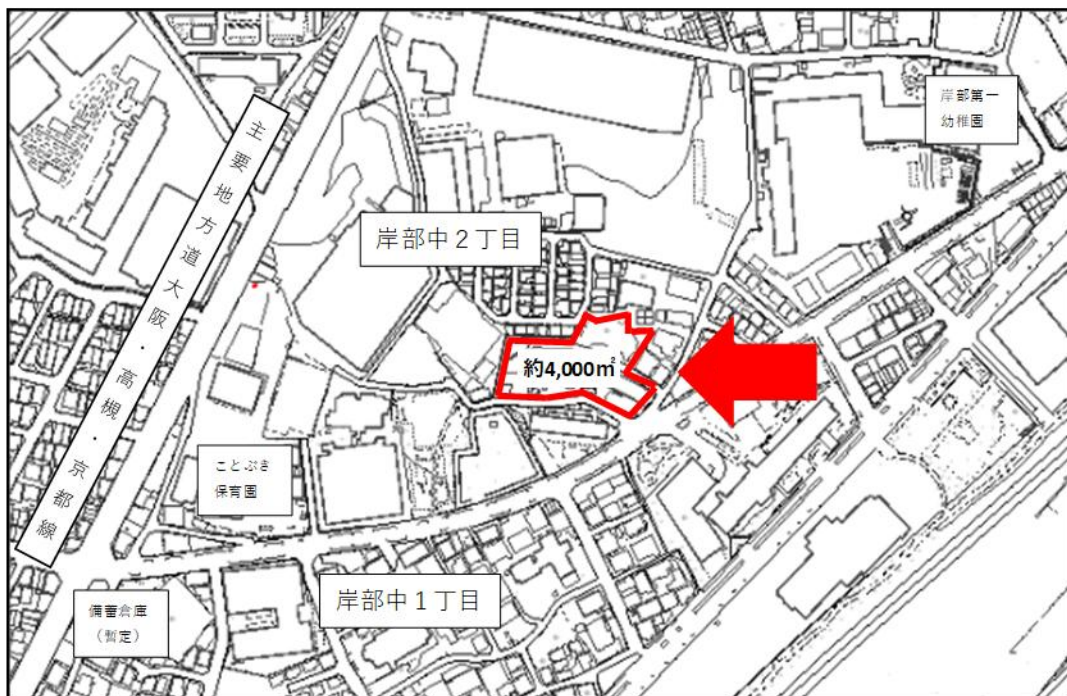 岸部第一
幼稚園
主要地方道大阪・高槻・京都線
岸部中２丁目
約4,000㎡
ことぶき
保育園
岸部中１丁目
備蓄倉庫
（暫定）